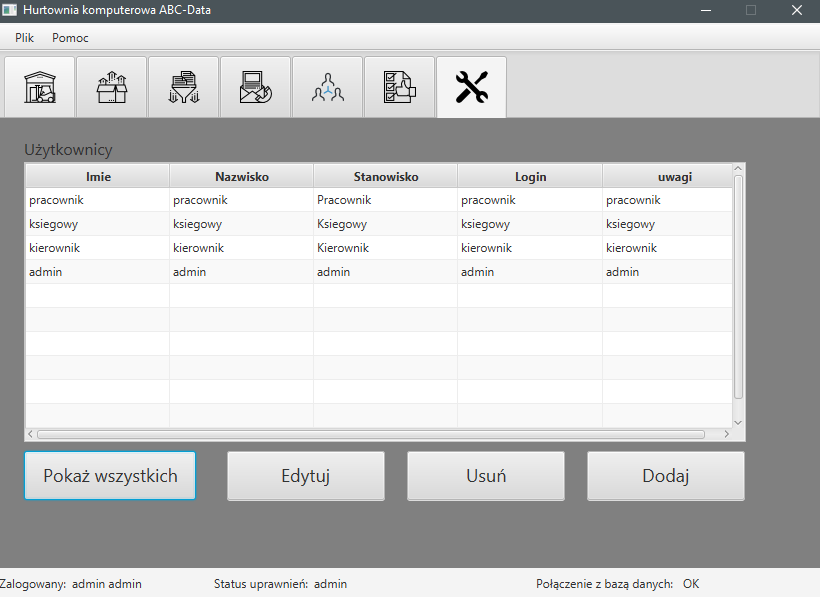 Hurtownia komputerowa ABC-Data
Plik Pomoc
Użytkownicy
Imie Nazwisko Stanowisko Login uwagi
pracownik pracownik Pracownik pracownik pracownik
ksiegowy ksiegowy Ksiegowy ksiegowy ksiegowy
kierownik kierownik Kierownik kierownik kierownik
admin admin admin admin admin
Pokaż wszystkich Edytuj Usuń Dodaj
Zalogowany: admin admin Status uprawnień: admin Połączenie z bazą danych: OK